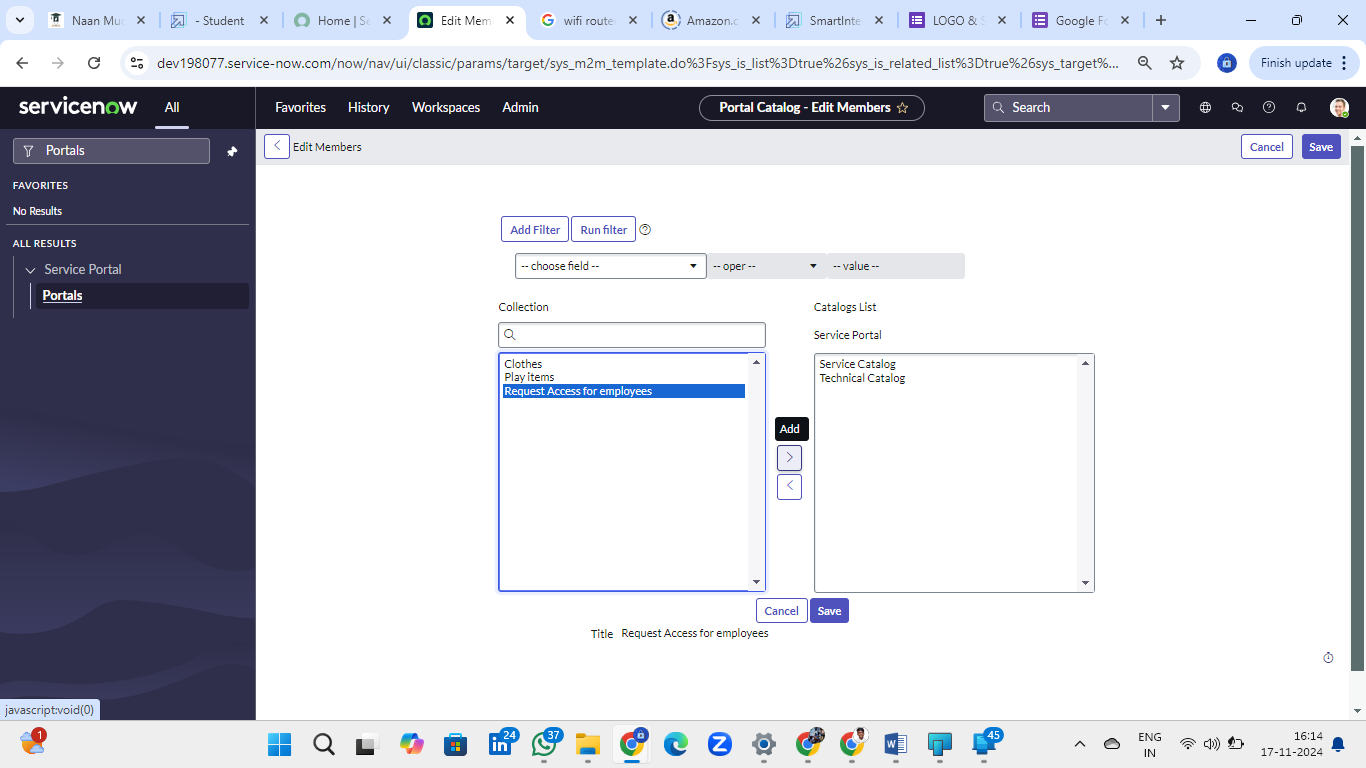 Naan Mu
- Student
Home | Se
Edit Mem
wifi route
Amazon.c
SmartInte
LOGO & S
Google Fo
dev198077.service-now.com/now/nav/ui/classic/params/target/sys_m2m_template.do%3Fsys_is_list%3Dtrue%26sys_is_related_list%3Dtrue%26sys_target%...
Finish update
servicenow
All
Favorites
History
Workspaces
Admin
Portal Catalog - Edit Members
Search
Portals
Edit Members
Cancel
Save
FAVORITES
No Results
ALL RESULTS
Service Portal
Portals
Add Filter
Run filter
-- choose field --
-- oper --
-- value --
Collection
Catalogs List
Service Portal
Clothes
Play items
Request Access for employees
Service Catalog
Technical Catalog
Add
Cancel
Save
Title Request Access for employees
javascript:void(0)
1
24
37
45
ENG
IN
16:14
17-11-2024